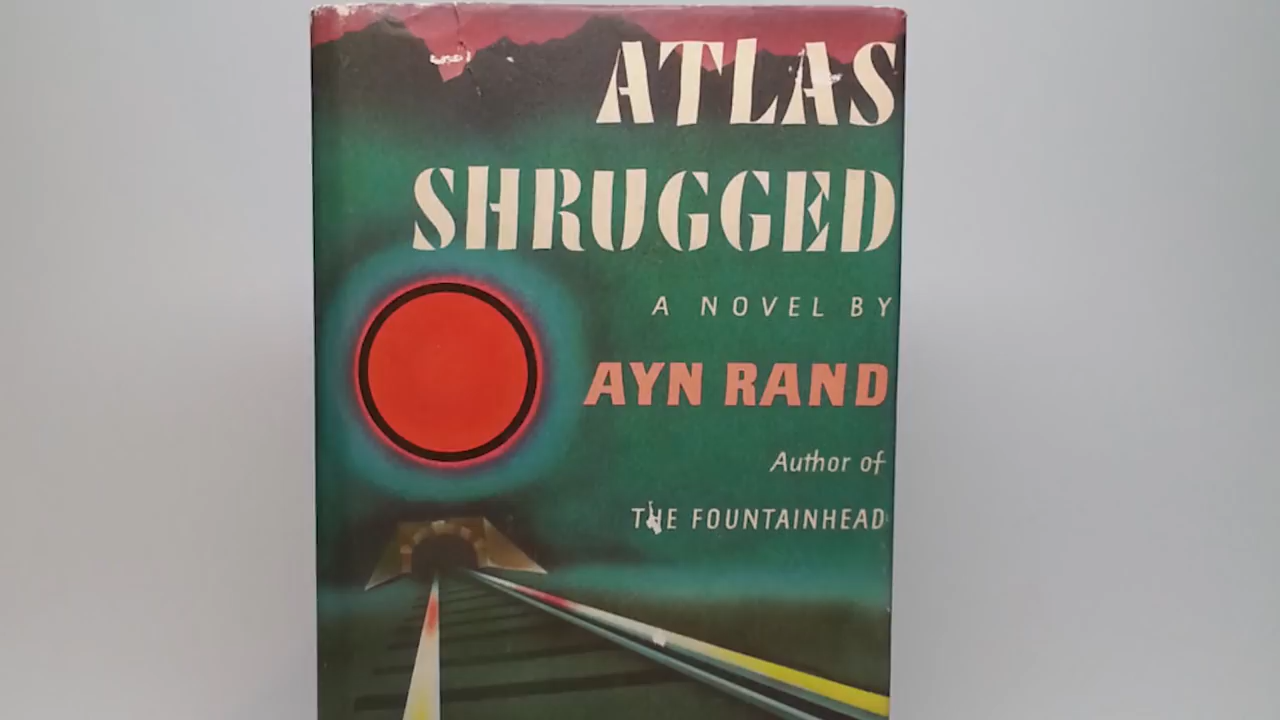 ATLAS
SHRUGGED
A NOVEL BY
AYN RAND
Author of
THE FOUNTAINHEAD